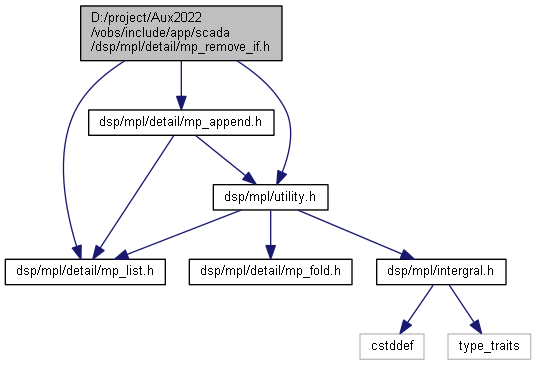 D:/project/Aux2022
/vobs/include/app/scada
/dsp/mpl/detail/mp_remove_if.h
dsp/mpl/detail/mp_append.h
dsp/mpl/utility.h
dsp/mpl/detail/mp_list.h
dsp/mpl/detail/mp_fold.h
dsp/mpl/intergral.h
cstddef
type_traits